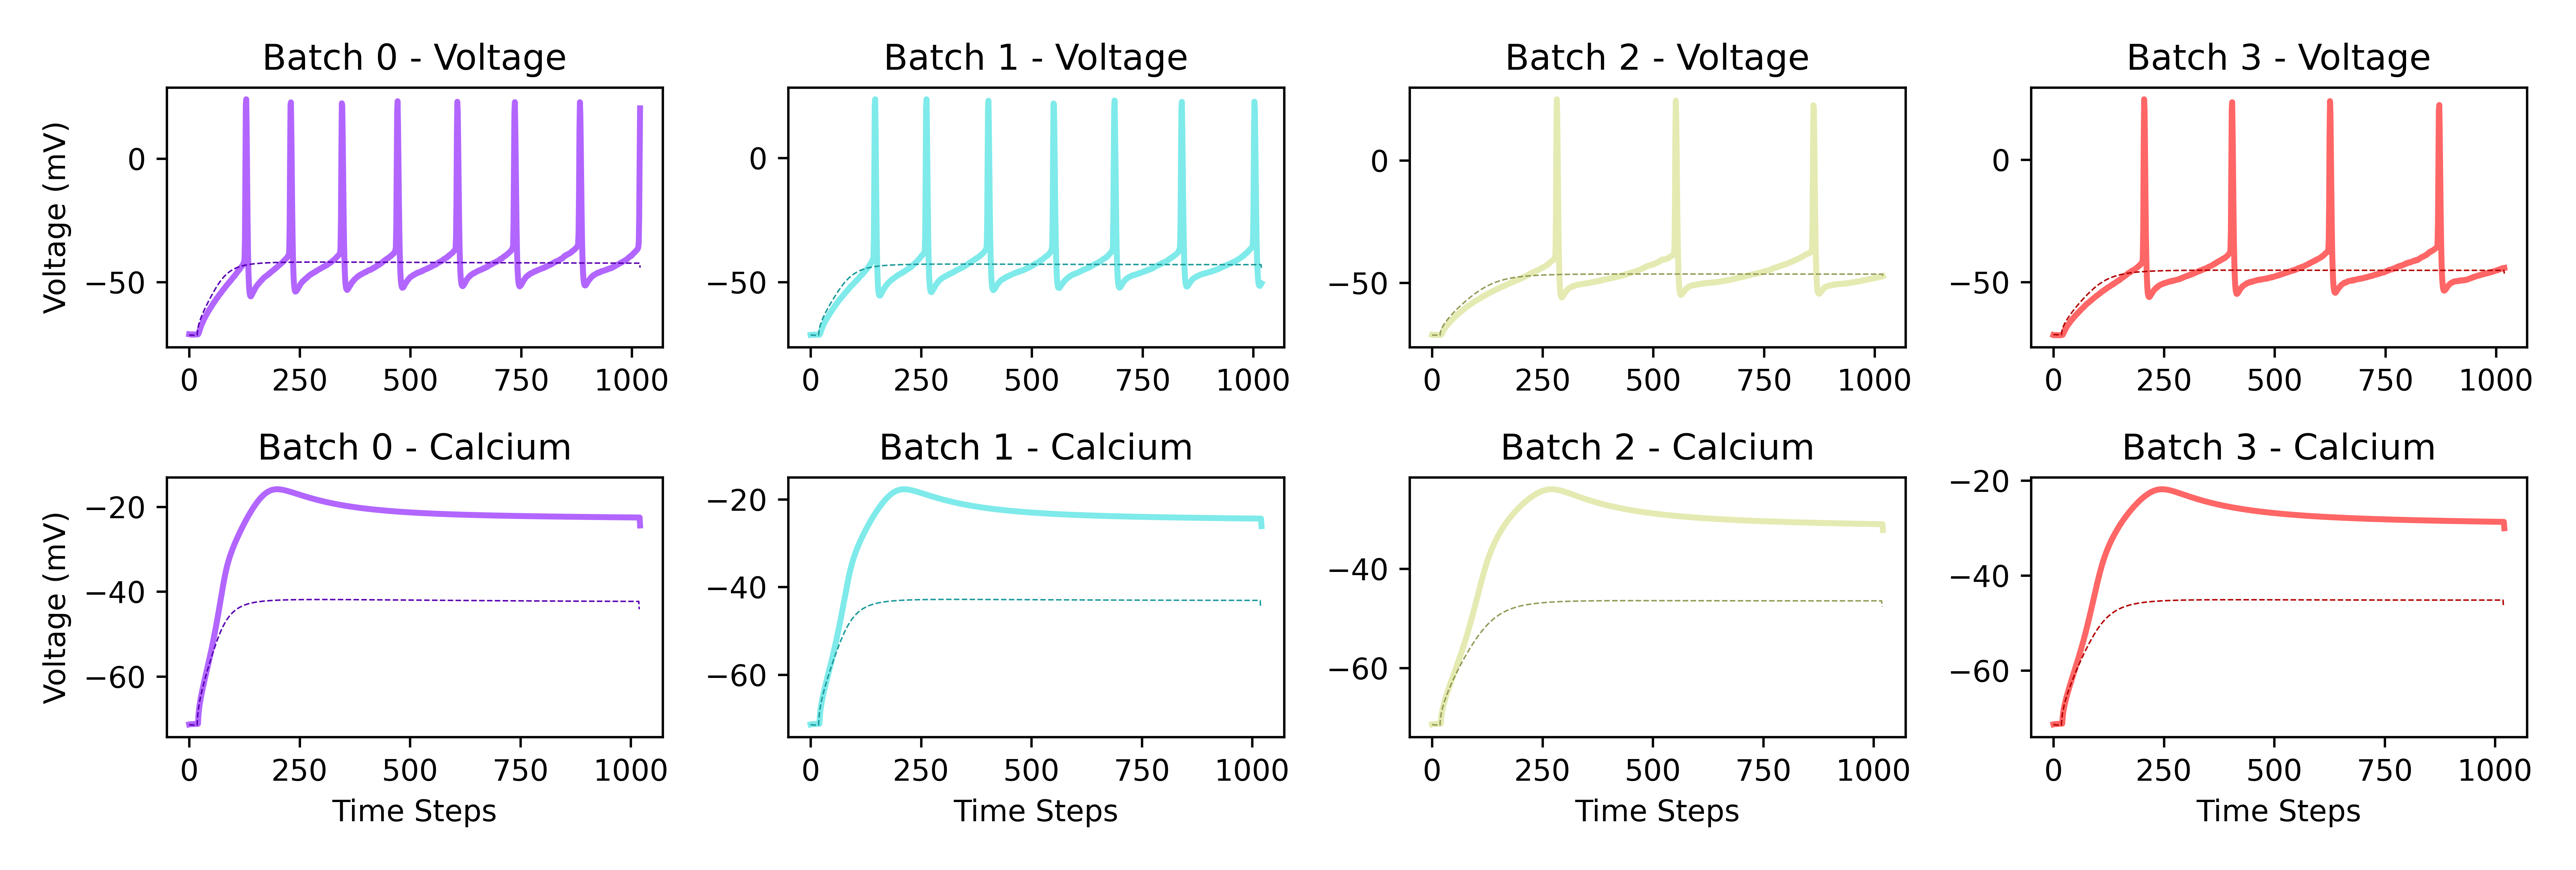 Batch 0 - Voltage
Batch 1 - Voltage
Batch 2 - Voltage
Batch 3 - Voltage
Voltage (mV)
0
−50
0
−50
0
−50
0
−50
0 250 500 750 1000
0 250 500 750 1000
0 250 500 750 1000
0 250 500 750 1000
Batch 0 - Calcium
Batch 1 - Calcium
Batch 2 - Calcium
Batch 3 - Calcium
Voltage (mV)
−20
−40
−60
−20
−40
−60
−40
−60
−20
−40
−60
0 250 500 750 1000
0 250 500 750 1000
0 250 500 750 1000
0 250 500 750 1000
Time Steps
Time Steps
Time Steps
Time Steps